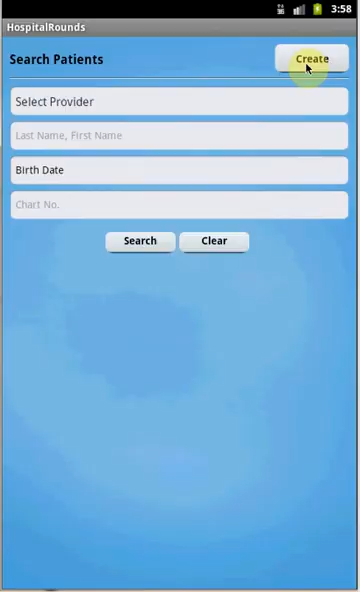 3:58
HospitalRounds
Search Patients
Create
Select Provider
Last Name, First Name
Birth Date
Chart No.
Search
Clear